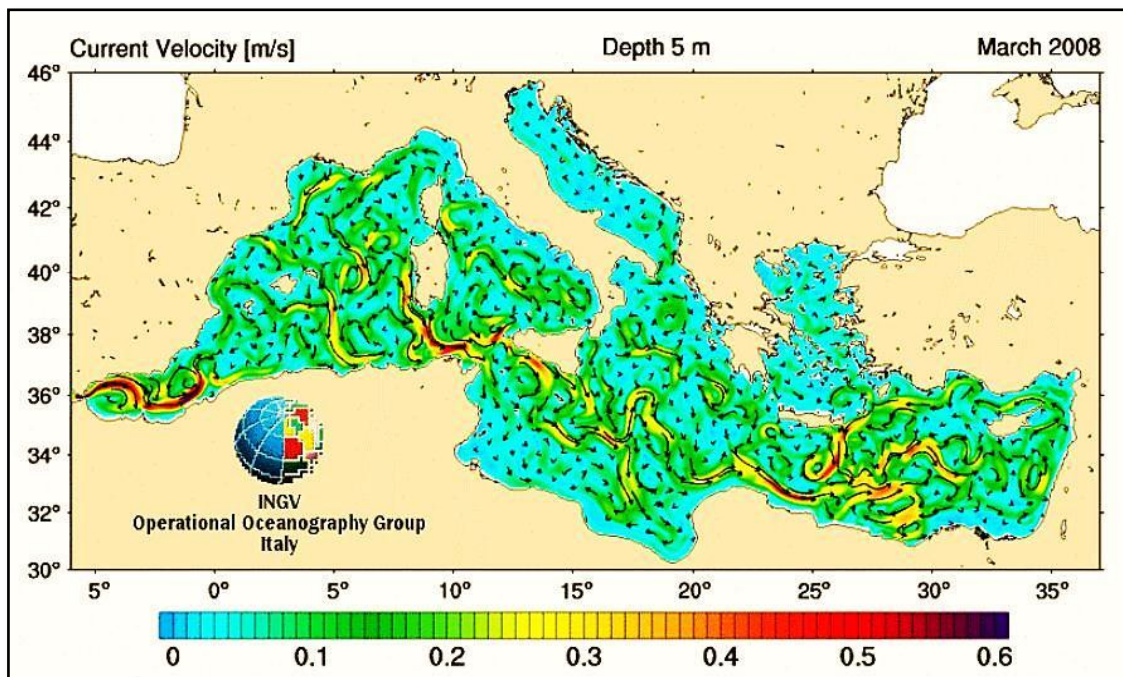 Current Velocity [m/s] Depth 5 m March 2008
46°
44°
42°
40°
38°
36°
34°
32°
30°
INGV
Operational Oceanography Group
Italy
5° 0° 5° 10° 15° 20° 25° 30° 35°
0 0.1 0.2 0.3 0.4 0.5 0.6